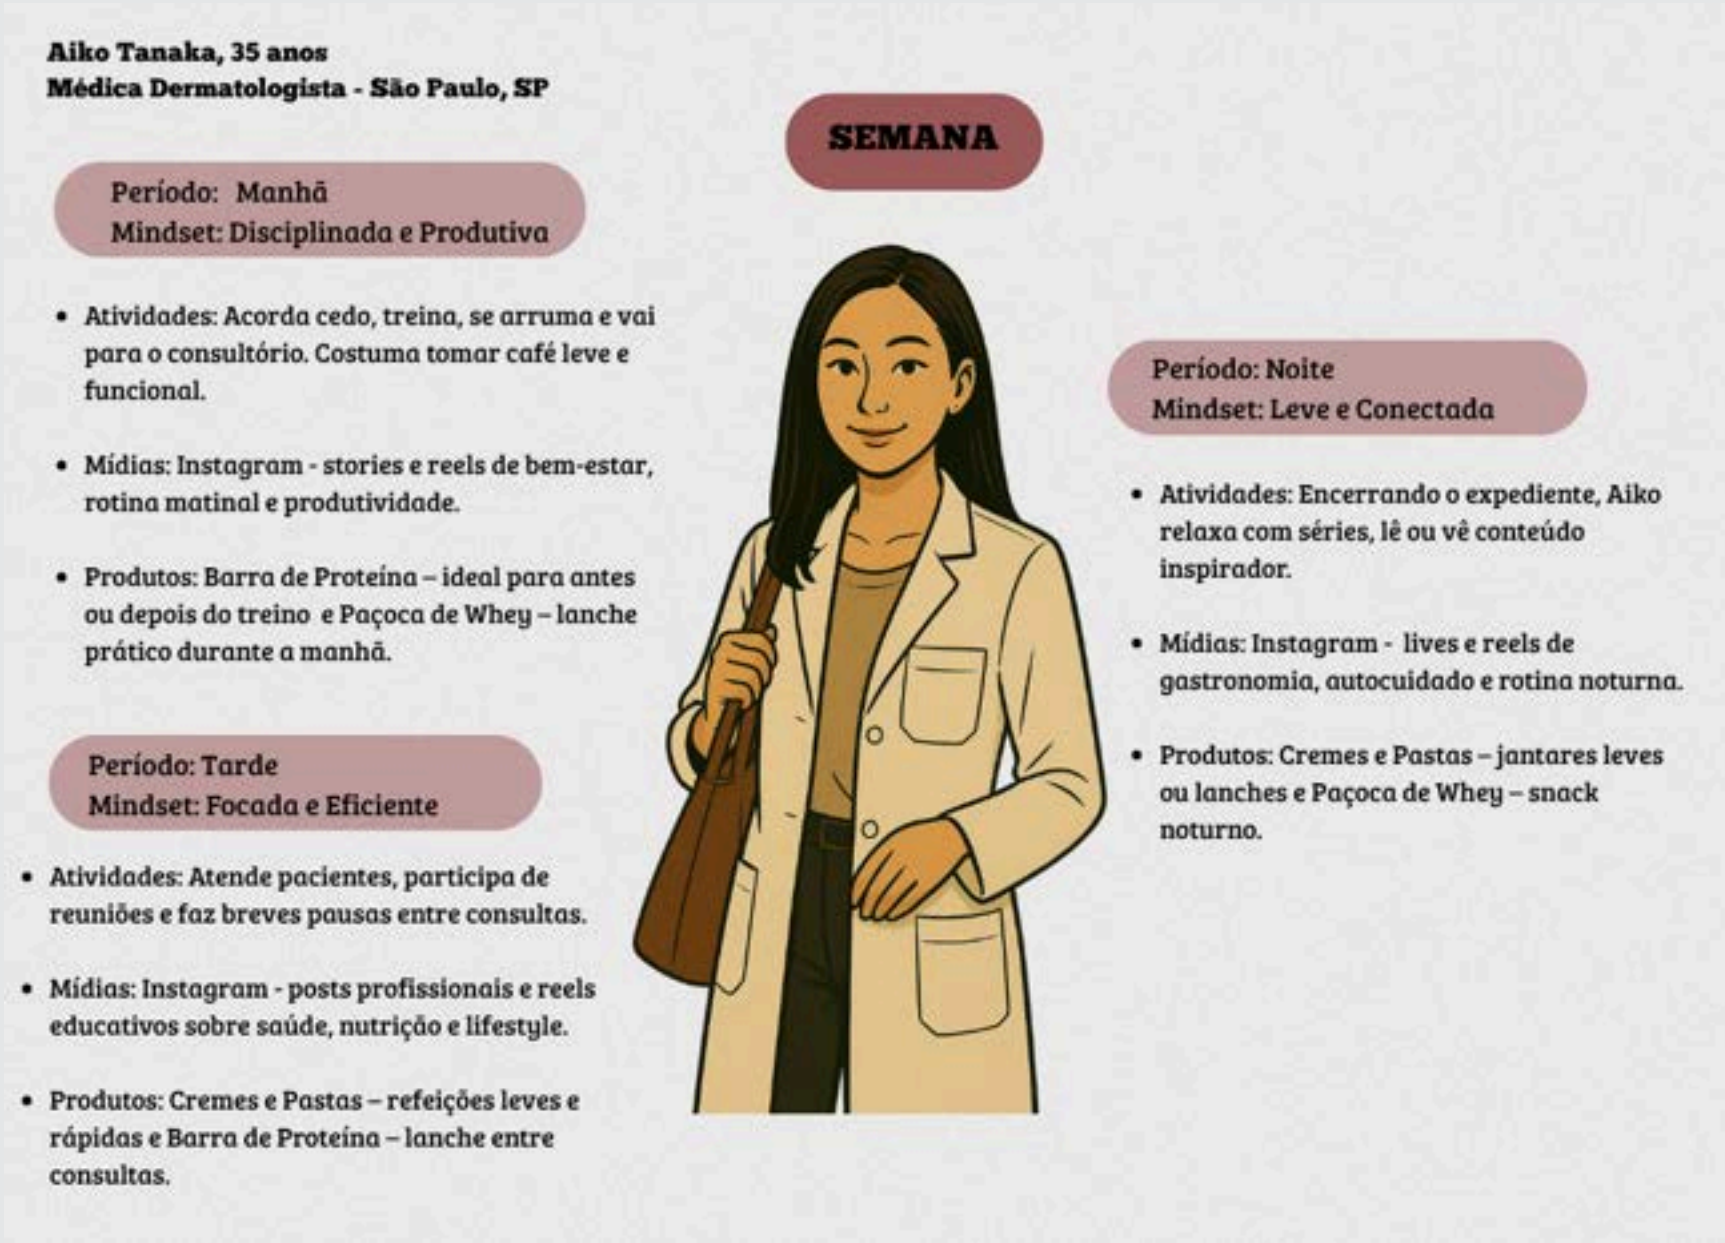 Aiko Tanaka, 35 anos
Médica Dermatologista - São Paulo, SP
SEMANA
Período: Manhã
Mindset: Disciplinada e Produtiva
• Atividades: Acorda cedo, treina, se arruma e vai
para o consultório. Costuma tomar café leve e
funcional.
• Mídias: Instagram - stories e reels de bem-estar,
rotina matinal e produtividade.
• Produtos: Barra de Proteína – ideal para antes
ou depois do treino e Paçoca de Whey – lanche
prático durante a manhã.
Período: Tarde
Mindset: Focada e Eficiente
• Atividades: Atende pacientes, participa de
reuniões e faz breves pausas entre consultas.
• Mídias: Instagram - posts profissionais e reels
educativos sobre saúde, nutrição e lifestyle.
• Produtos: Cremes e Pastas – refeições leves e
rápidas e Barra de Proteína – lanche entre
consultas.
Período: Noite
Mindset: Leve e Conectada
• Atividades: Encerrando o expediente, Aiko
relaxa com séries, lê ou vê conteúdo
inspirador.
• Mídias: Instagram - lives e reels de
gastronomia, autocuidado e rotina noturna.
• Produtos: Cremes e Pastas – jantares leves
ou lanches e Paçoca de Whey – snack
noturno.